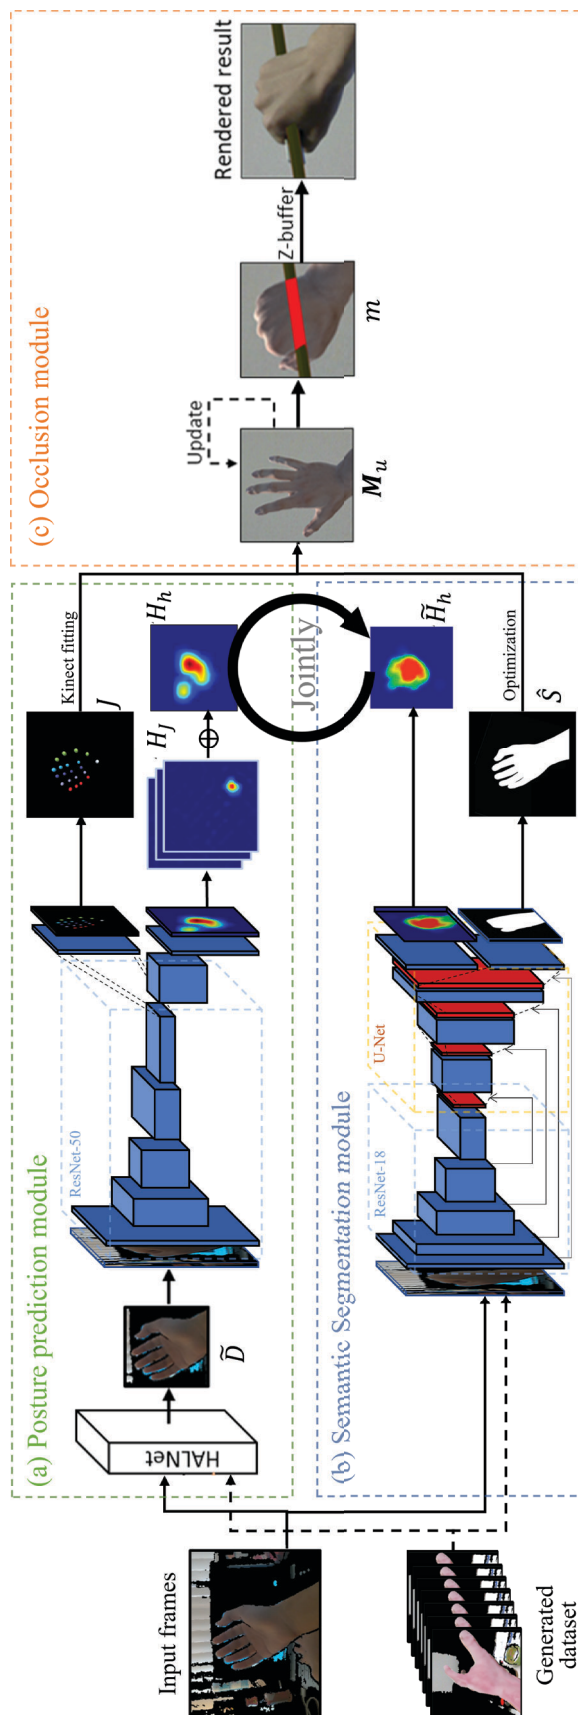 Input frames
Generated
dataset
(a) Posture prediction module
HALNet
D̃
ResNet-50
J
Kinect fitting
H_J
⊕
H_h
Jointly
(b) Semantic Segmentation module
ResNet-18
U-Net
H̃_h
Ŝ
Optimization
(c) Occlusion module
Update
M_u
m
Z-buffer
Rendered result